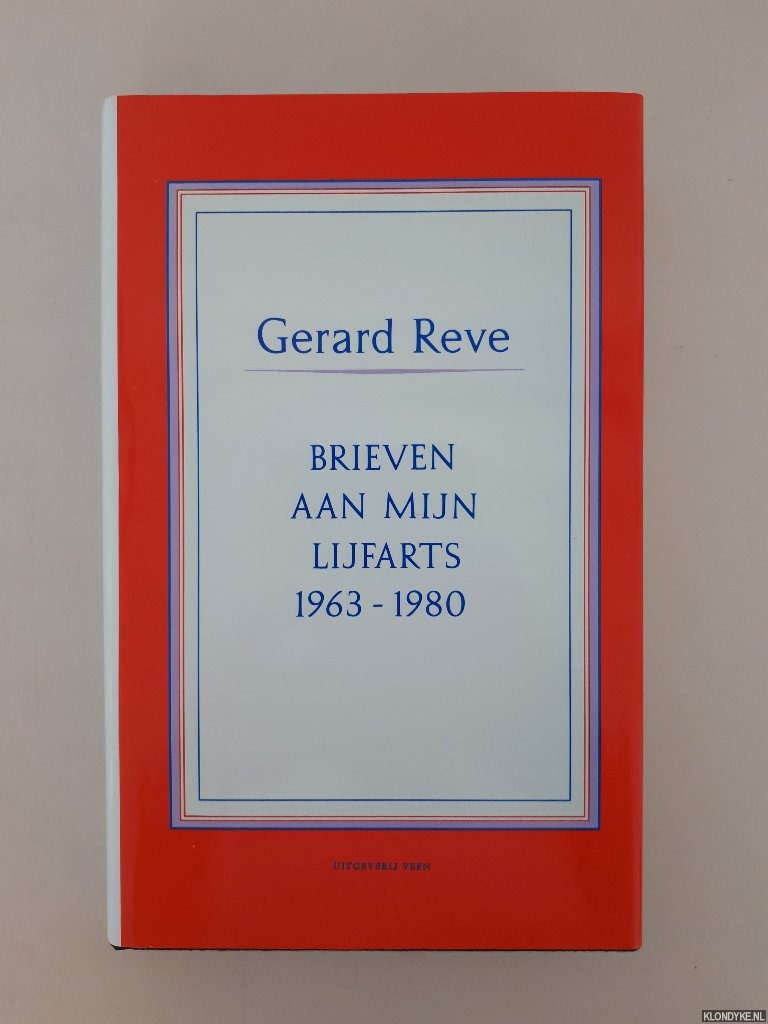 Gerard Reve
BRIEVEN
AAN MIJN
LIJFARTS
1963 - 1980
UITGEVERIJ VEEN
KLONDYKE.NL